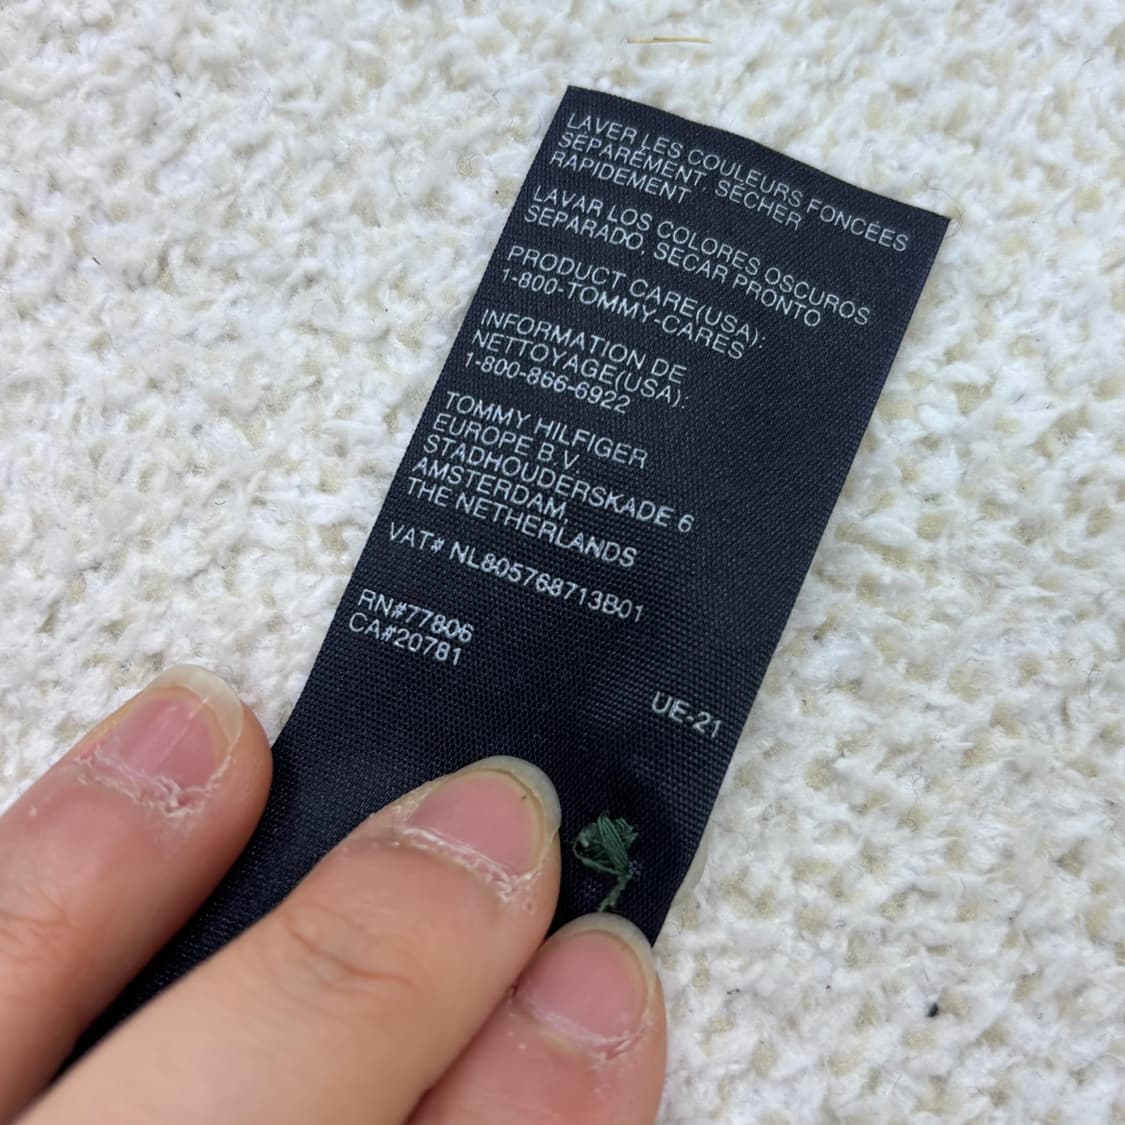 LAVER LES COULEURS FONCÉES
SÉPARÉMENT, SÉCHER
RAPIDEMENT
LAVAR LOS COLORES OSCUROS
SEPARADO, SECAR PRONTO
PRODUCT CARE(USA):
1-800-TOMMY-CARES
INFORMATION DE
NETTOYAGE(USA):
1-800-866-6922
TOMMY HILFIGER
EUROPE B.V.
STADHOUDERSKADE 6
AMSTERDAM,
THE NETHERLANDS
VAT# NL805768713B01
RN#77806
CA#20781
UE-21